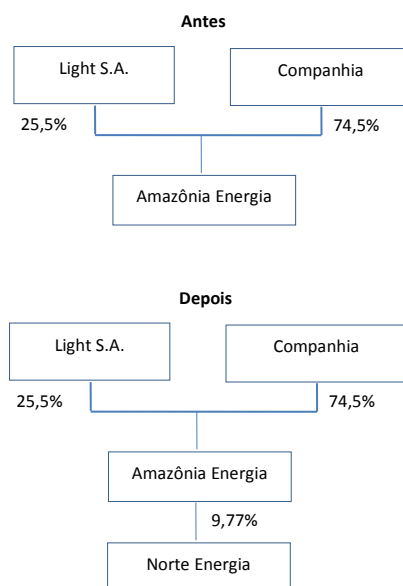 Antes
Light S.A.
Companhia
25,5%
74,5%
Amazônia Energia
Depois
Light S.A.
Companhia
25,5%
74,5%
Amazônia Energia
9,77%
Norte Energia